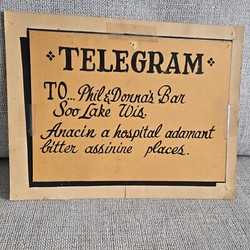 TELEGRAM
TO... Phil & Donna's Bar
Soo Lake Wis.
Anacin a hospital adamant
bitter assinine places.